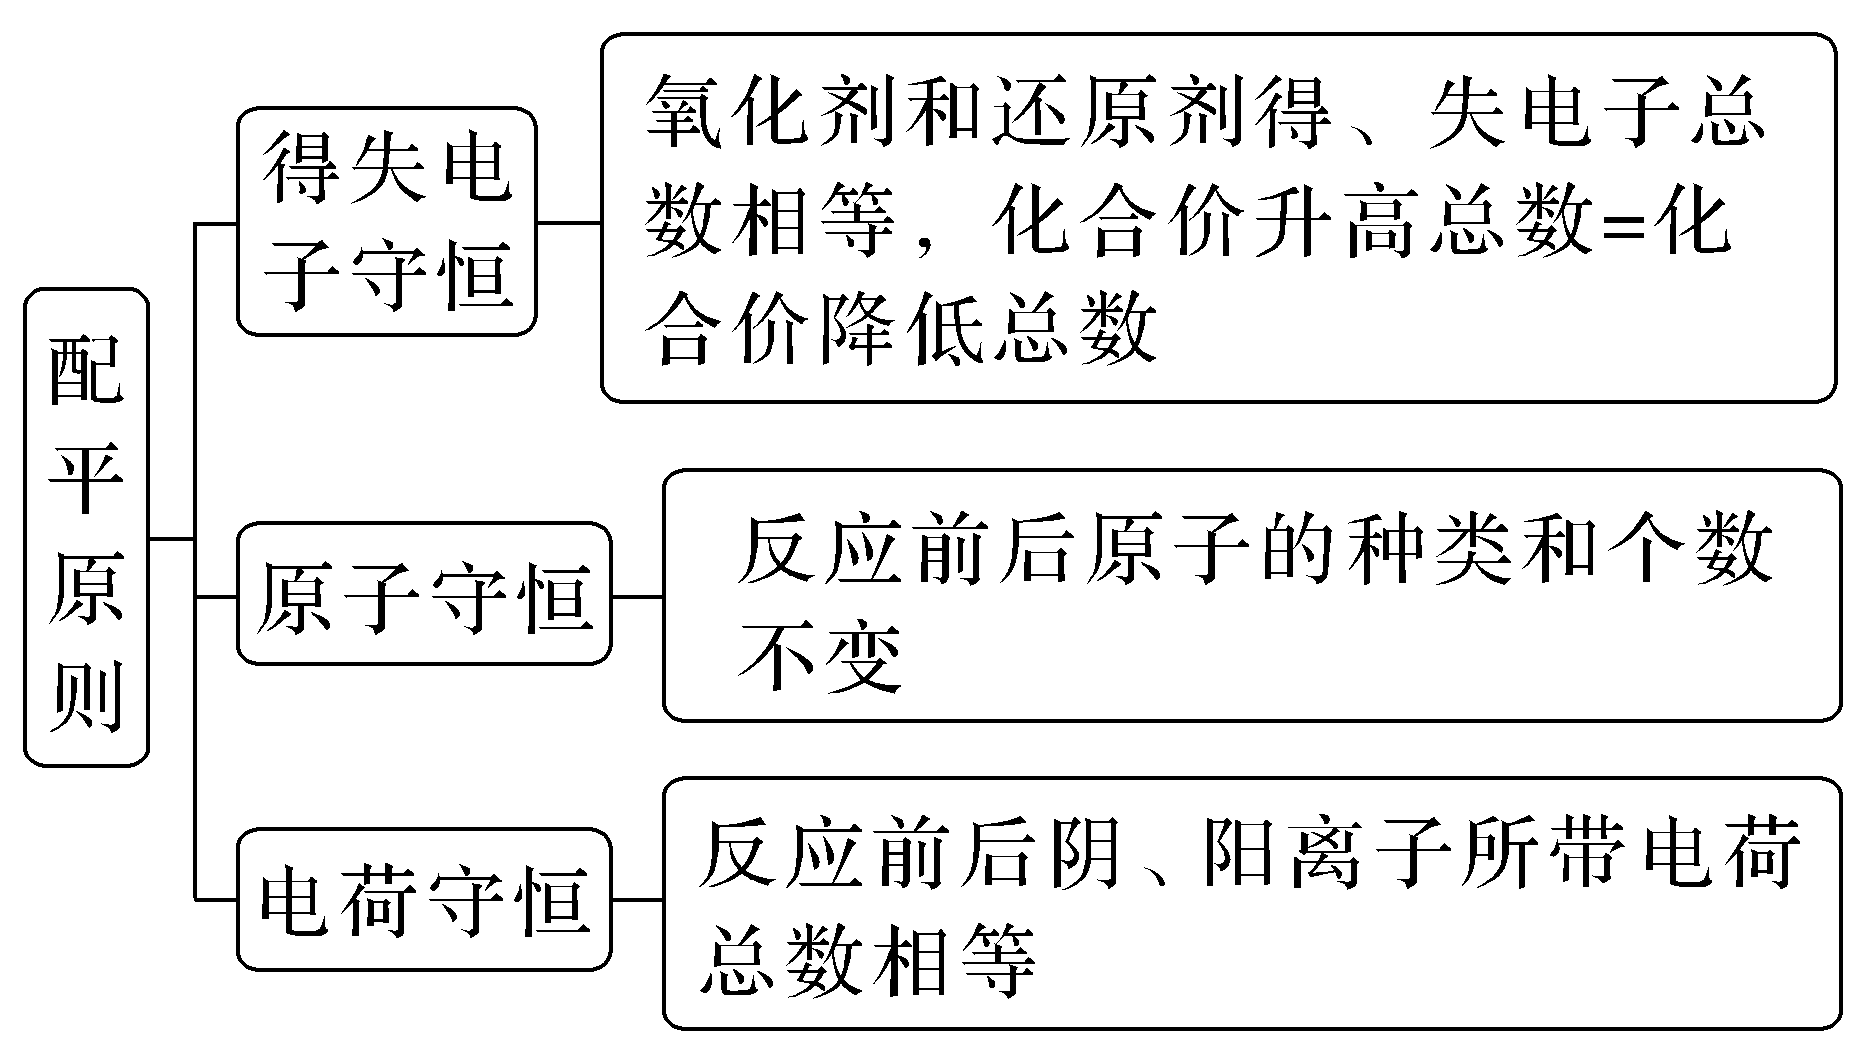 配平原则
得失电
子守恒
氧化剂和还原剂得、失电子总
数相等，化合价升高总数=化
合价降低总数
原子守恒
反应前后原子的种类和个数
不变
电荷守恒
反应前后阴、阳离子所带电荷
总数相等